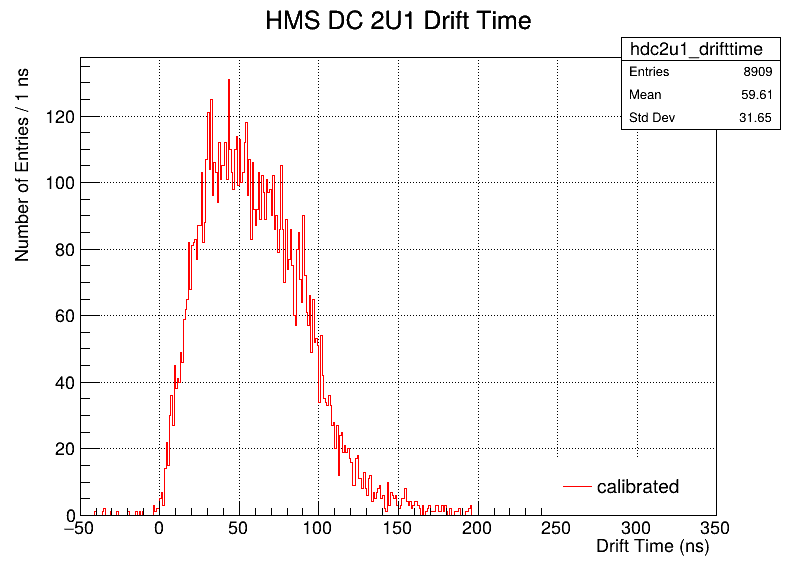 HMS DC 2U1 Drift Time
hdc2u1_drifttime
Entries 8909
Mean 59.61
Std Dev 31.65
Number of Entries / 1 ns
120
100
80
60
40
20
0
−50 0 50 100 150 200 250 300 350
calibrated
Drift Time (ns)